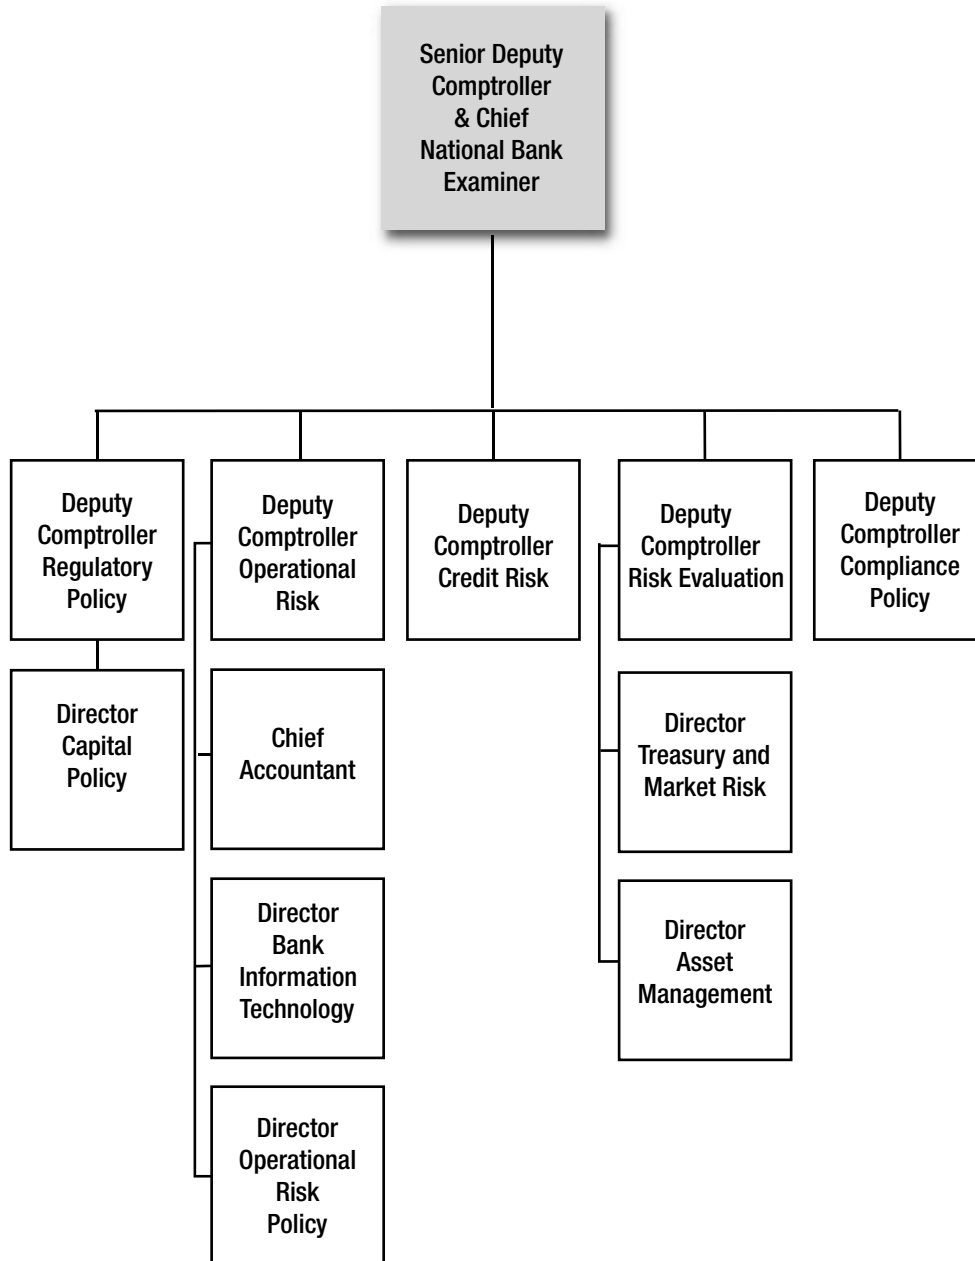 Senior Deputy
Comptroller
& Chief
National Bank
Examiner
Deputy
Comptroller
Regulatory
Policy
Deputy
Comptroller
Operational
Risk
Deputy
Comptroller
Credit Risk
Deputy
Comptroller
Risk Evaluation
Deputy
Comptroller
Compliance
Policy
Director
Capital
Policy
Chief
Accountant
Director
Treasury and
Market Risk
Director
Bank
Information
Technology
Director
Asset
Management
Director
Operational
Risk
Policy